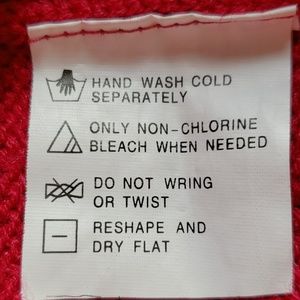 HAND WASH COLD
SEPARATELY
ONLY NON-CHLORINE
BLEACH WHEN NEEDED
DO NOT WRING
OR TWIST
RESHAPE AND
DRY FLAT